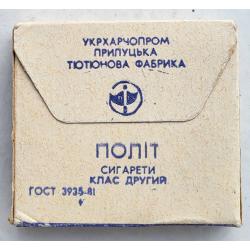 УКРХАРЧОПРОМ
ПРИЛУЦЬКА
ТЮТЮНОВА ФАБРИКА
ПОЛІТ
СИГАРЕТИ
КЛАС ДРУГИЙ
ГОСТ 3935-81